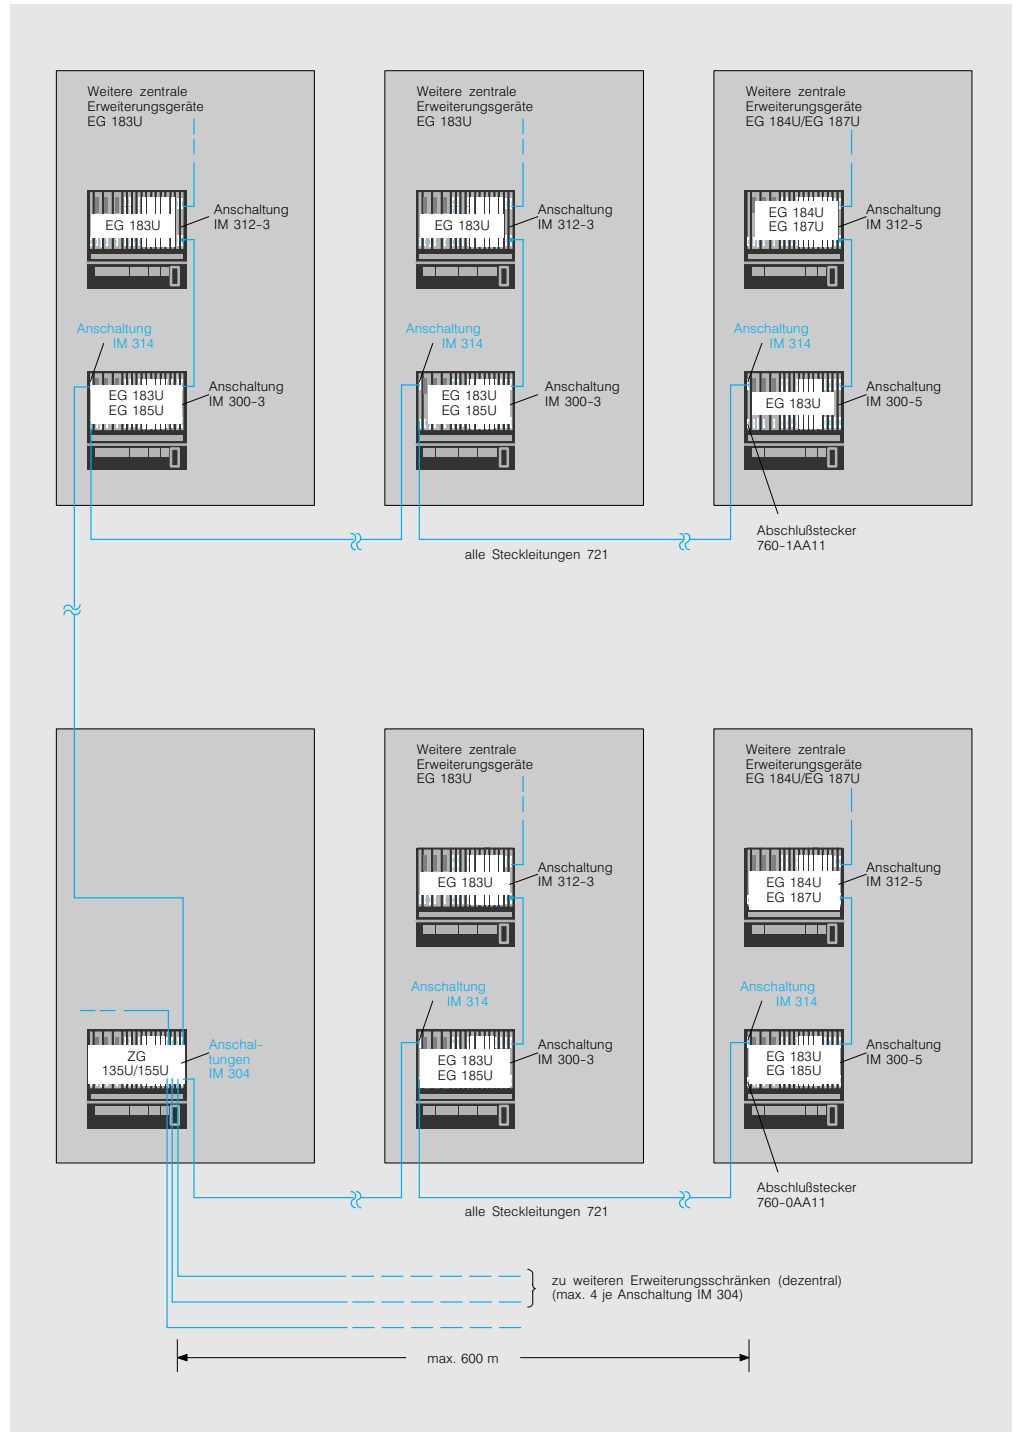 Weitere zentrale
Erweiterungsgeräte
EG 183U
EG 183U
Anschaltung
IM 312-3
Anschaltung
IM 314
EG 183U
EG 185U
Anschaltung
IM 300-3
Weitere zentrale
Erweiterungsgeräte
EG 183U
EG 183U
Anschaltung
IM 312-3
Anschaltung
IM 314
EG 183U
EG 185U
Anschaltung
IM 300-3
Weitere zentrale
Erweiterungsgeräte
EG 184U/EG 187U
EG 184U
EG 187U
Anschaltung
IM 312-5
Anschaltung
IM 314
EG 183U
Anschaltung
IM 300-5
Abschlußstecker
760-1AA11
alle Steckleitungen 721
ZG
135U/155U
Anschal-
tungen
IM 304
Weitere zentrale
Erweiterungsgeräte
EG 183U
EG 183U
Anschaltung
IM 312-3
Anschaltung
IM 314
EG 183U
EG 185U
Anschaltung
IM 300-3
Weitere zentrale
Erweiterungsgeräte
EG 184U/EG 187U
EG 184U
EG 187U
Anschaltung
IM 312-5
Anschaltung
IM 314
EG 183U
EG 185U
Anschaltung
IM 300-5
Abschlußstecker
760-0AA11
alle Steckleitungen 721
zu weiteren Erweiterungsschränken (dezentral)
(max. 4 je Anschaltung IM 304)
max. 600 m